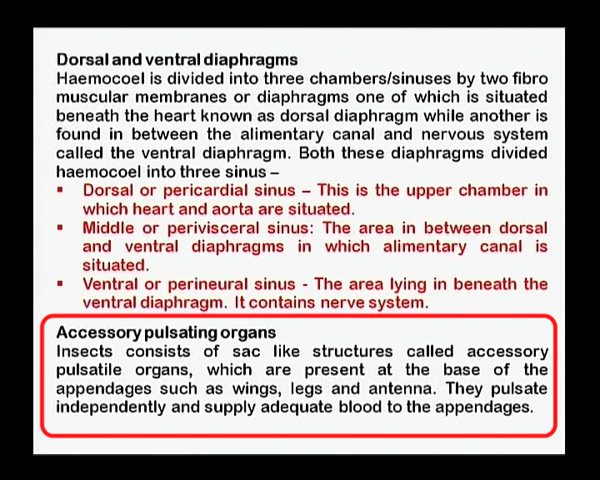 Dorsal and ventral diaphragms
Haemocoel is divided into three chambers/sinuses by two fibro
muscular membranes or diaphragms one of which is situated
beneath the heart known as dorsal diaphragm while another is
found in between the alimentary canal and nervous system
called the ventral diaphragm. Both these diaphragms divided
haemocoel into three sinus –
▪ Dorsal or pericardial sinus – This is the upper chamber in
which heart and aorta are situated.
▪ Middle or perivisceral sinus: The area in between dorsal
and ventral diaphragms in which alimentary canal is
situated.
▪ Ventral or perineural sinus - The area lying in beneath the
ventral diaphragm. It contains nerve system.
Accessory pulsating organs
Insects consists of sac like structures called accessory
pulsatile organs, which are present at the base of the
appendages such as wings, legs and antenna. They pulsate
independently and supply adequate blood to the appendages.